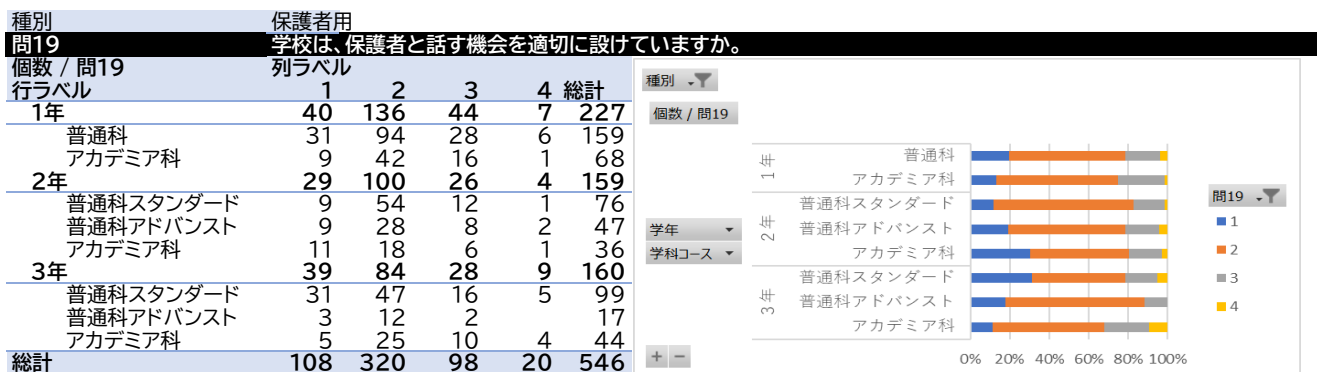 種別 保護者用
問19 学校は、保護者と話す機会を適切に設けていますか。
個数 / 問19 列ラベル
行ラベル 1 2 3 4 総計
1年 40 136 44 7 227
普通科 31 94 28 6 159
アカデミア科 9 42 16 1 68
2年 29 100 26 4 159
普通科スタンダード 9 54 12 1 76
普通科アドバンスト 9 28 8 2 47
アカデミア科 11 18 6 1 36
3年 39 84 28 9 160
普通科スタンダード 31 47 16 5 99
普通科アドバンスト 3 12 2 17
アカデミア科 5 25 10 4 44
総計 108 320 98 20 546
種別
個数 / 問19
学年
学科コース
1年
普通科
アカデミア科
2年
普通科スタンダード
普通科アドバンスト
アカデミア科
3年
普通科スタンダード
普通科アドバンスト
アカデミア科
0% 20% 40% 60% 80% 100%
問19
1
2
3
4
+ −